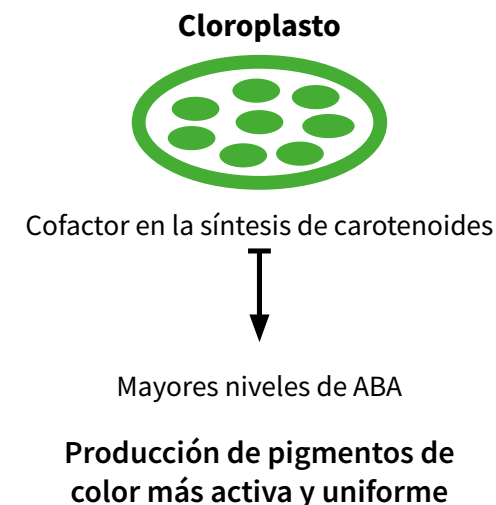 Cloroplasto
Cofactor en la síntesis de carotenoides
Mayores niveles de ABA
Producción de pigmentos de
color más activa y uniforme